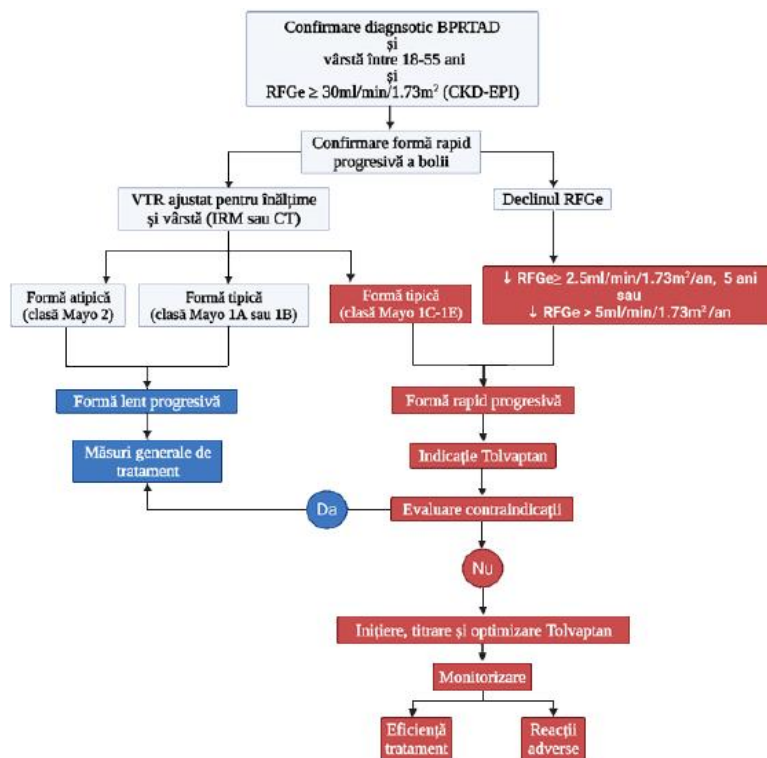 Confirmare diagnsotic BPRTAD
și
vârstă între 18-55 ani
și
RFGe ≥ 30ml/min/1.73m² (CKD-EPI)
Confirmare formă rapid
progresivă a bolii
VTR ajustat pentru înălțime
și vârstă (IRM sau CT)
Declinul RFGe
Formă atipică
(clasă Mayo 2)
Formă tipică
(clasă Mayo 1A sau 1B)
Formă tipică
(clasă Mayo 1C-1E)
↓ RFGe≥ 2.5ml/min/1.73m²/an, 5 ani
sau
↓ RFGe > 5ml/min/1.73m²/an
Formă lent progresivă
Formă rapid progresivă
Măsuri generale de
tratament
Indicație Tolvaptan
Da
Evaluare contraindicații
Nu
Inițiere, titrare și optimizare Tolvaptan
Monitorizare
Eficiență
tratament
Reacții
adverse